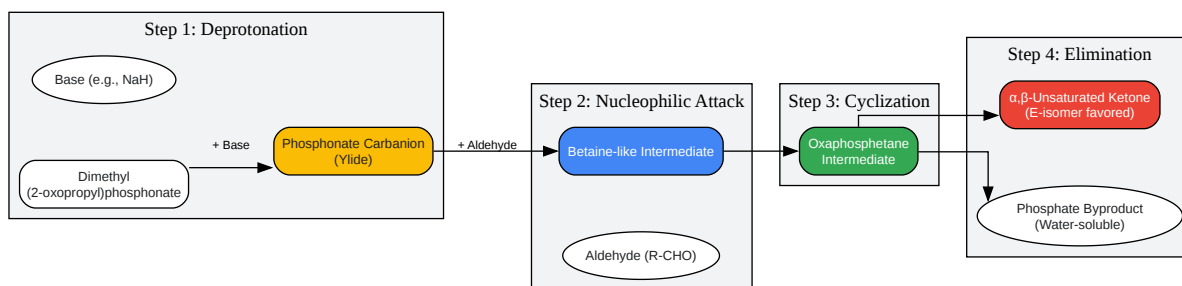 Step 1: Deprotonation
Base (e.g., NaH)
+ Base
Dimethyl
(2-oxopropyl)phosphonate
Phosphonate Carbanion
(Ylide)
+ Aldehyde
Step 2: Nucleophilic Attack
Betaine-like Intermediate
Aldehyde (R-CHO)
Step 3: Cyclization
Oxaphosphetane
Intermediate
Step 4: Elimination
α,β-Unsaturated Ketone
(E-isomer favored)
Phosphate Byproduct
(Water-soluble)